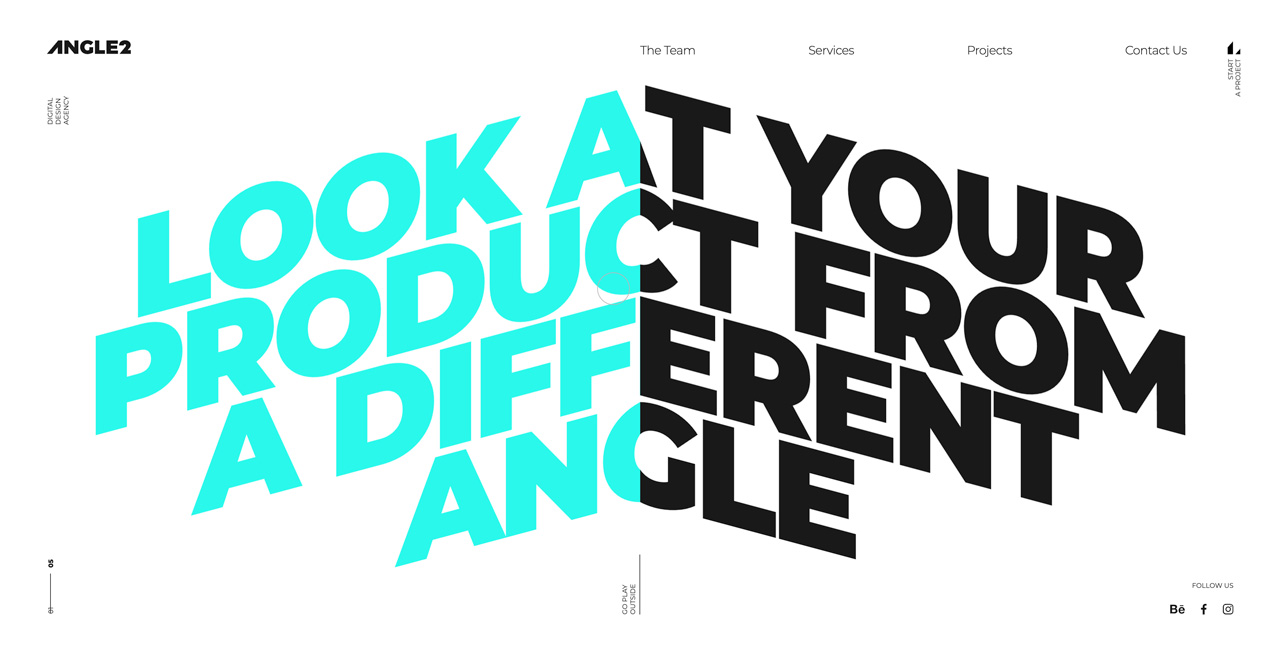 ANGLE2
The Team
Services
Projects
Contact Us
START
A PROJECT
DIGITAL
DESIGN
AGENCY
LOOK AT YOUR
PRODUCT FROM
A DIFFERENT
ANGLE
05
01
GO PLAY
OUTSIDE
FOLLOW US
Bē